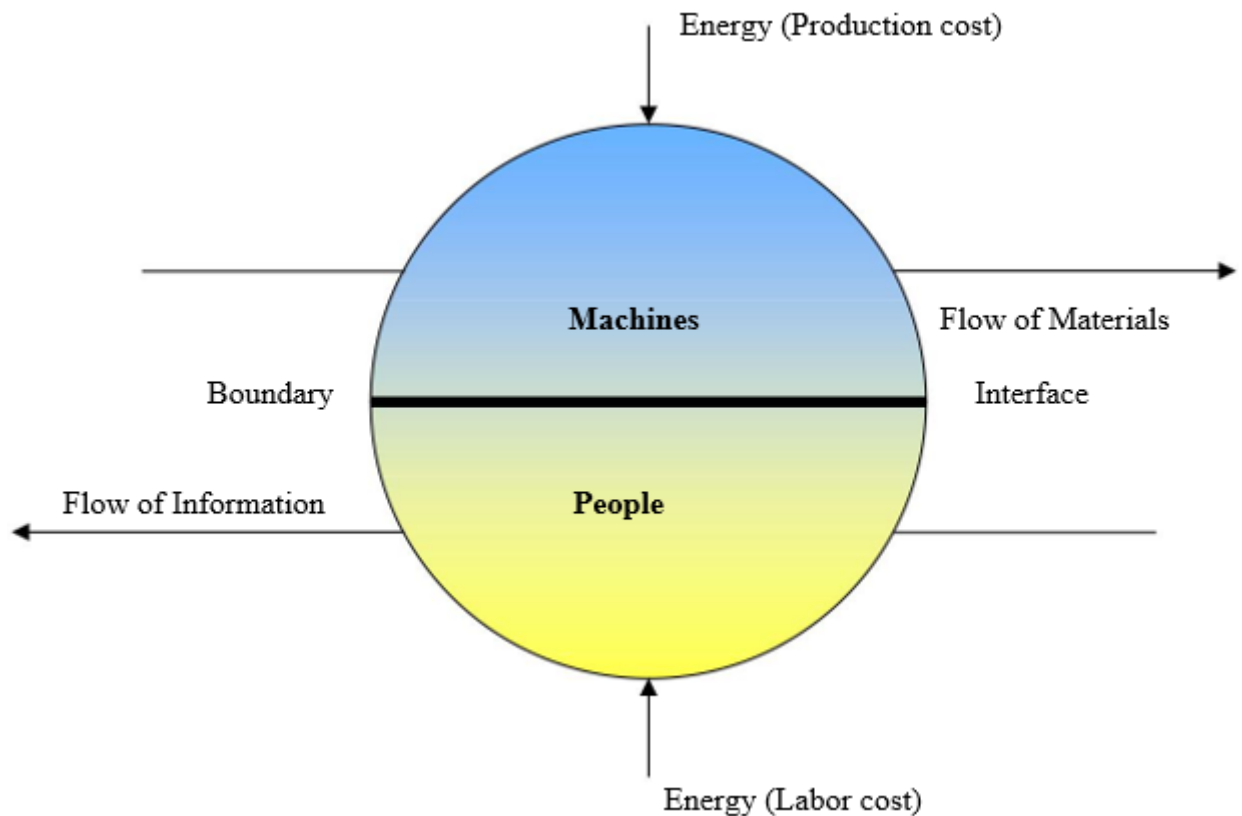 Energy (Production cost)
Machines
Flow of Materials
Boundary
Interface
Flow of Information
People
Energy (Labor cost)